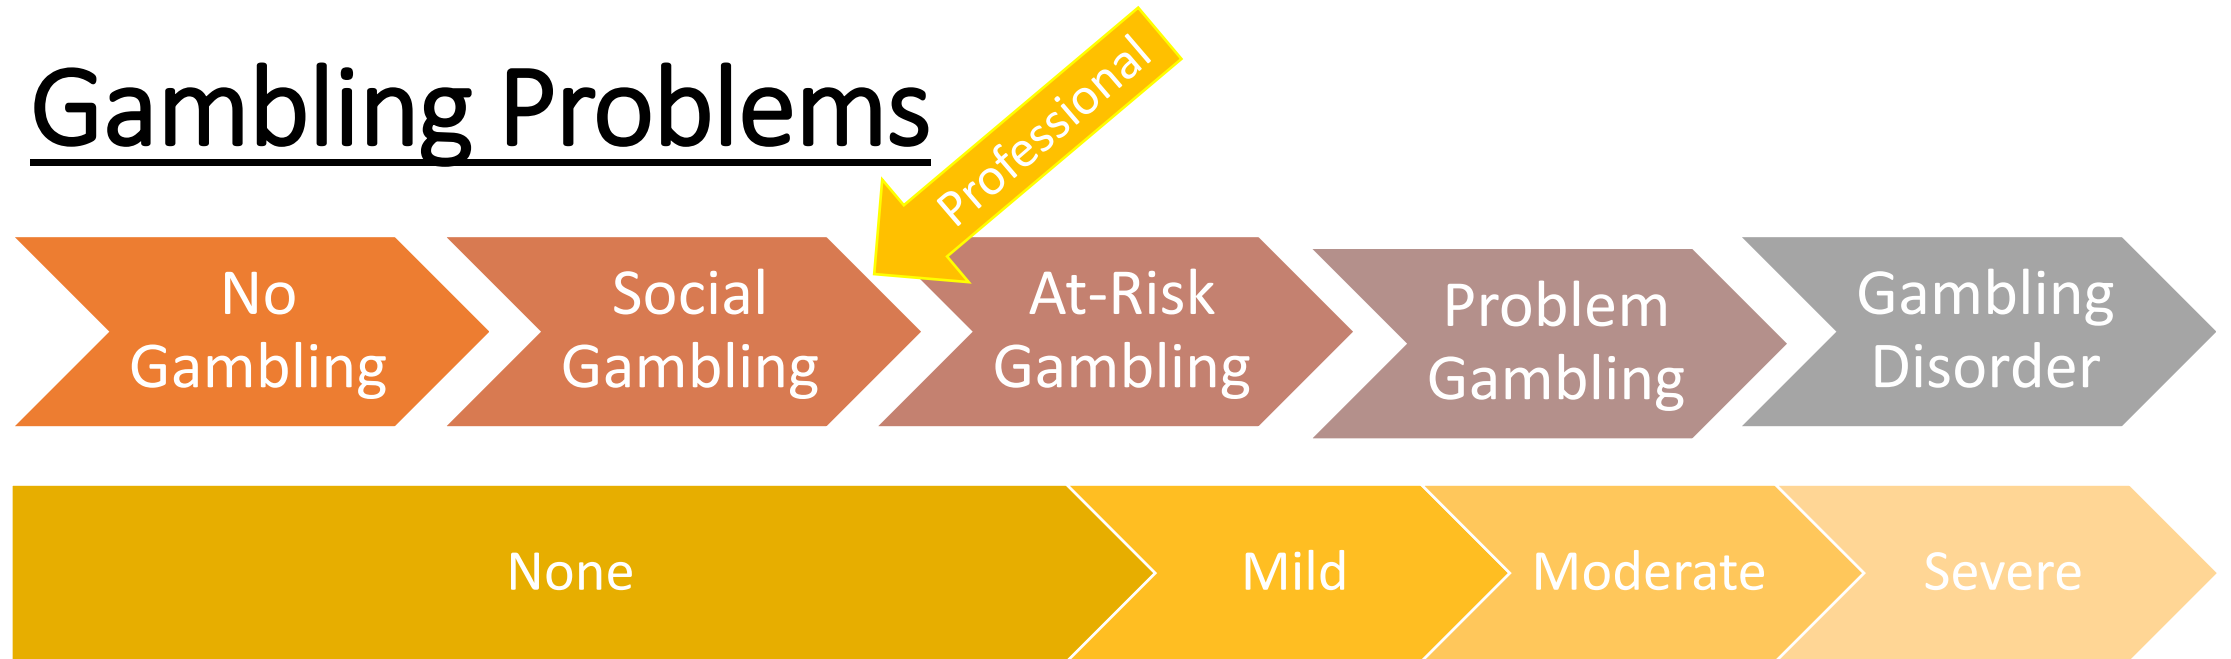 Gambling Problems
Professional
No
Gambling
Social
Gambling
At-Risk
Gambling
Problem
Gambling
Gambling
Disorder
None
Mild
Moderate
Severe